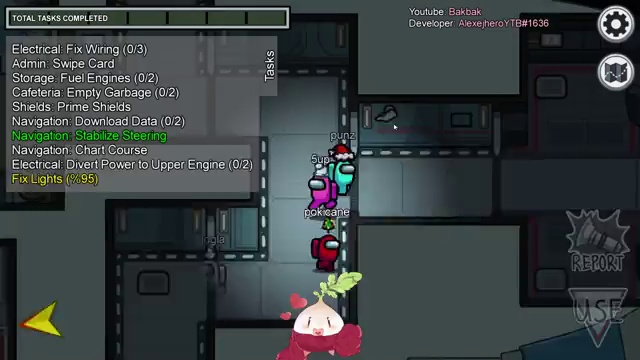 TOTAL TASKS COMPLETED
Youtube: Bakbak
Developer: AlexejheroYTB#1636
Electrical: Fix Wiring (0/3)
Admin: Swipe Card
Storage: Fuel Engines (0/2)
Cafeteria: Empty Garbage (0/2)
Shields: Prime Shields
Navigation: Download Data (0/2)
Navigation: Stabilize Steering
Navigation: Chart Course
Electrical: Divert Power to Upper Engine (0/2)
Fix Lights (%95)
Tasks
punz
5up
pokicane
REPORT
USE